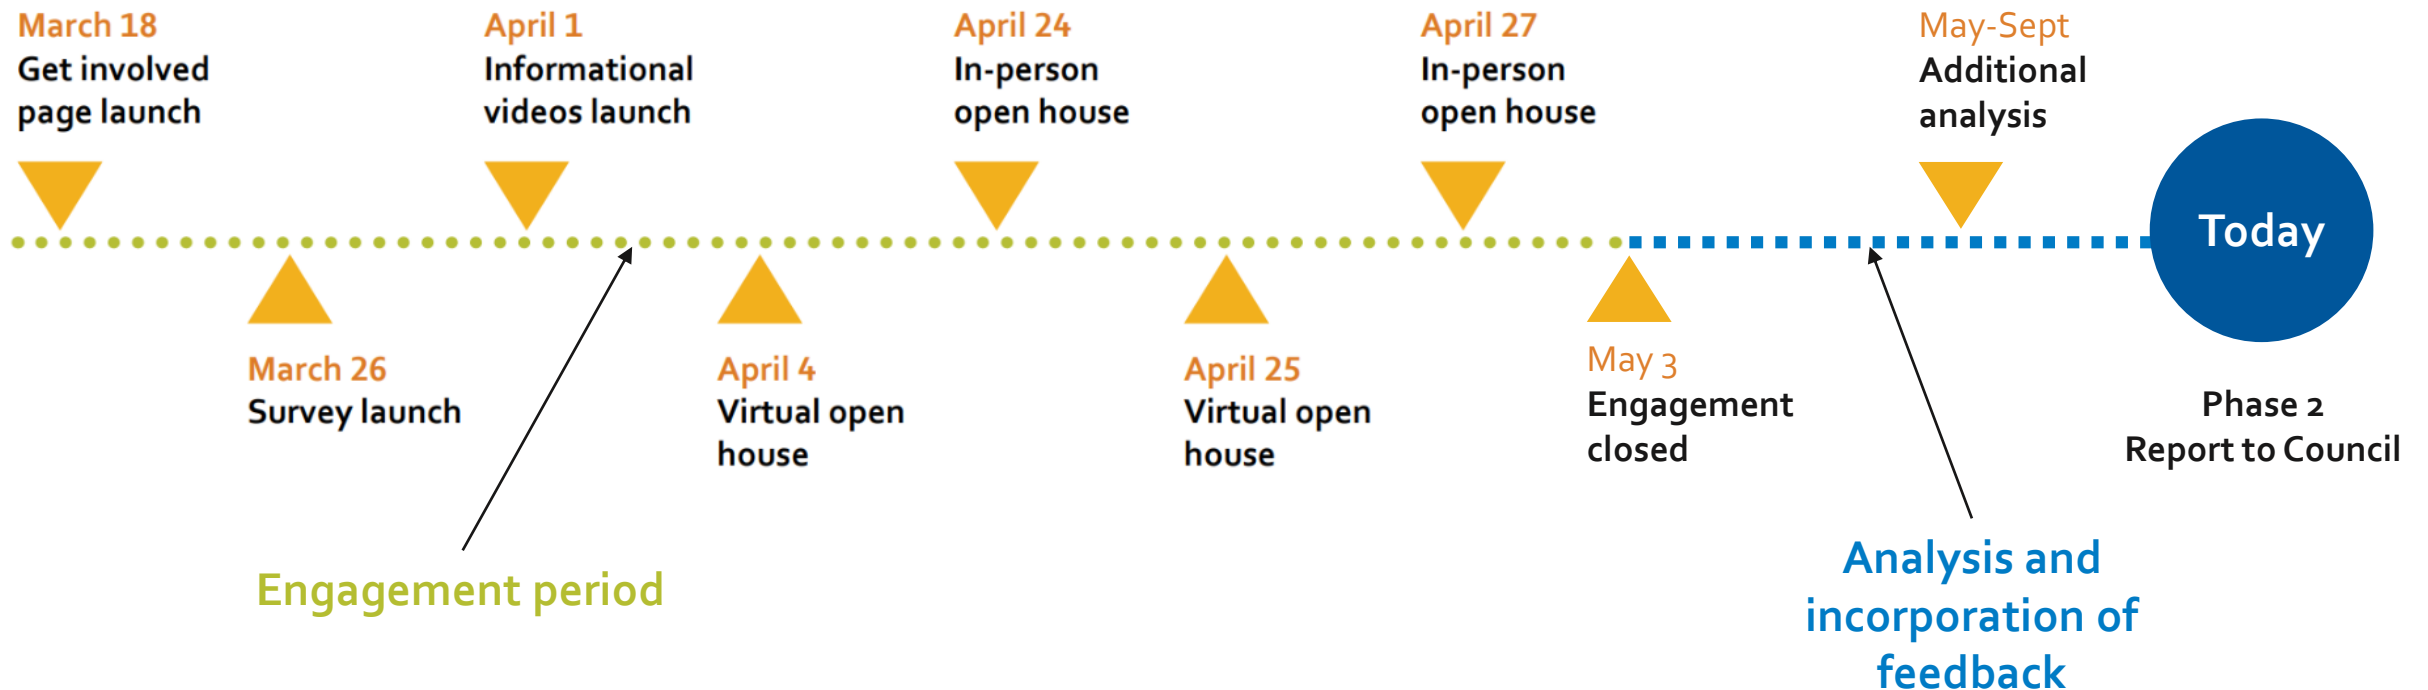 March 18
Get involved
page launch
April 1
Informational
videos launch
April 24
In-person
open house
April 27
In-person
open house
May-Sept
Additional
analysis
Today
March 26
Survey launch
April 4
Virtual open
house
April 25
Virtual open
house
May 3
Engagement
closed
Phase 2
Report to Council
Engagement period
Analysis and
incorporation of
feedback